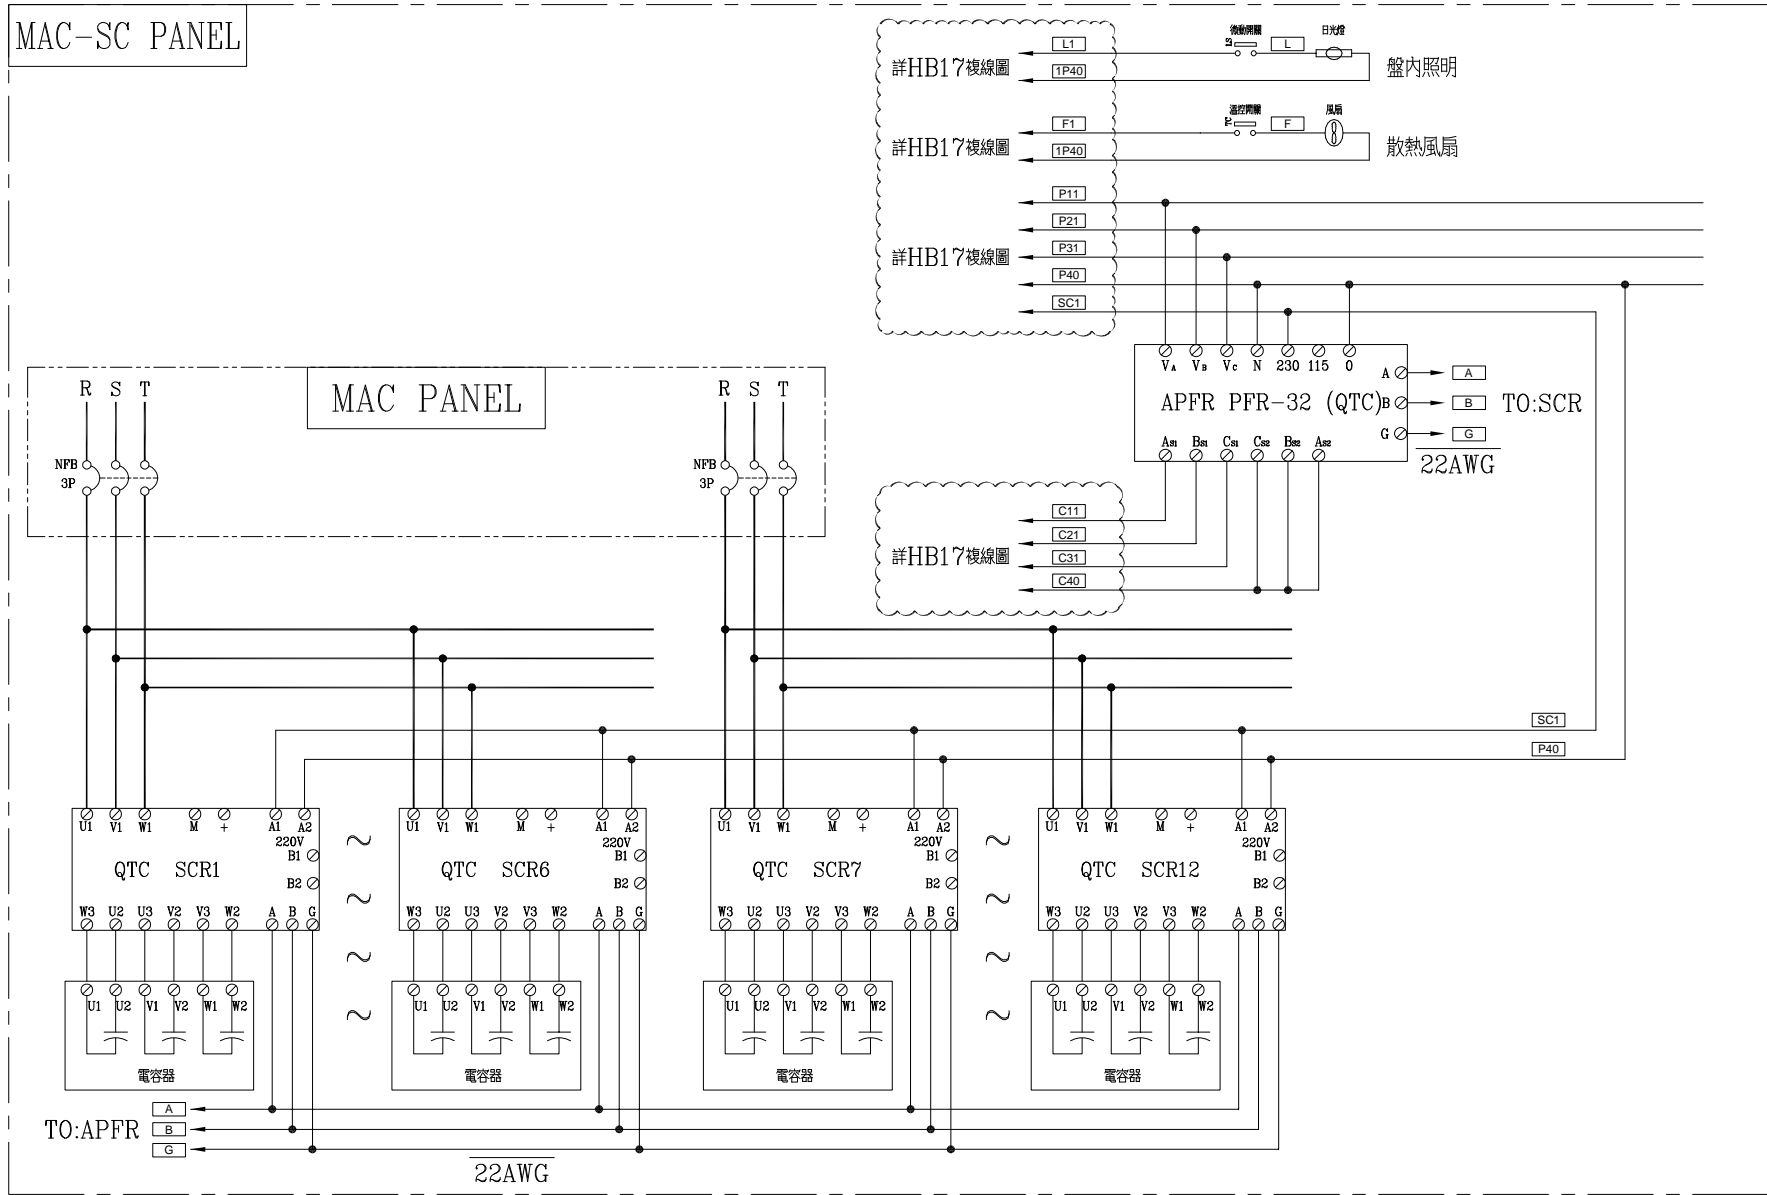 MAC-SC PANEL
微動開關
日光燈
L1
LS
L
詳HB17複線圖
1P40
盤內照明
溫控開關
風扇
F1
TC
F
詳HB17複線圖
1P40
散熱風扇
P11
P21
P31
詳HB17複線圖
P40
SC1
VA VB VC N 230 115 0
A A
APFR PFR-32 (QTC) B B TO:SCR
G G
AS1 BS1 CS1 CS2 BS2 AS2
22AWG
R S T
MAC PANEL
R S T
NFB
3P
NFB
3P
C11
C21
詳HB17複線圖
C31
C40
SC1
P40
U1 V1 W1 M + A1 A2
220V
B1
QTC SCR1
B2
W3 U2 U3 V2 V3 W2 A B G
U1 U2 V1 V2 W1 W2
電容器
U1 V1 W1 M + A1 A2
220V
B1
QTC SCR6
B2
W3 U2 U3 V2 V3 W2 A B G
U1 U2 V1 V2 W1 W2
電容器
U1 V1 W1 M + A1 A2
220V
B1
QTC SCR7
B2
W3 U2 U3 V2 V3 W2 A B G
U1 U2 V1 V2 W1 W2
電容器
U1 V1 W1 M + A1 A2
220V
B1
QTC SCR12
B2
W3 U2 U3 V2 V3 W2 A B G
U1 U2 V1 V2 W1 W2
電容器
A
TO:APFR B
G
22AWG